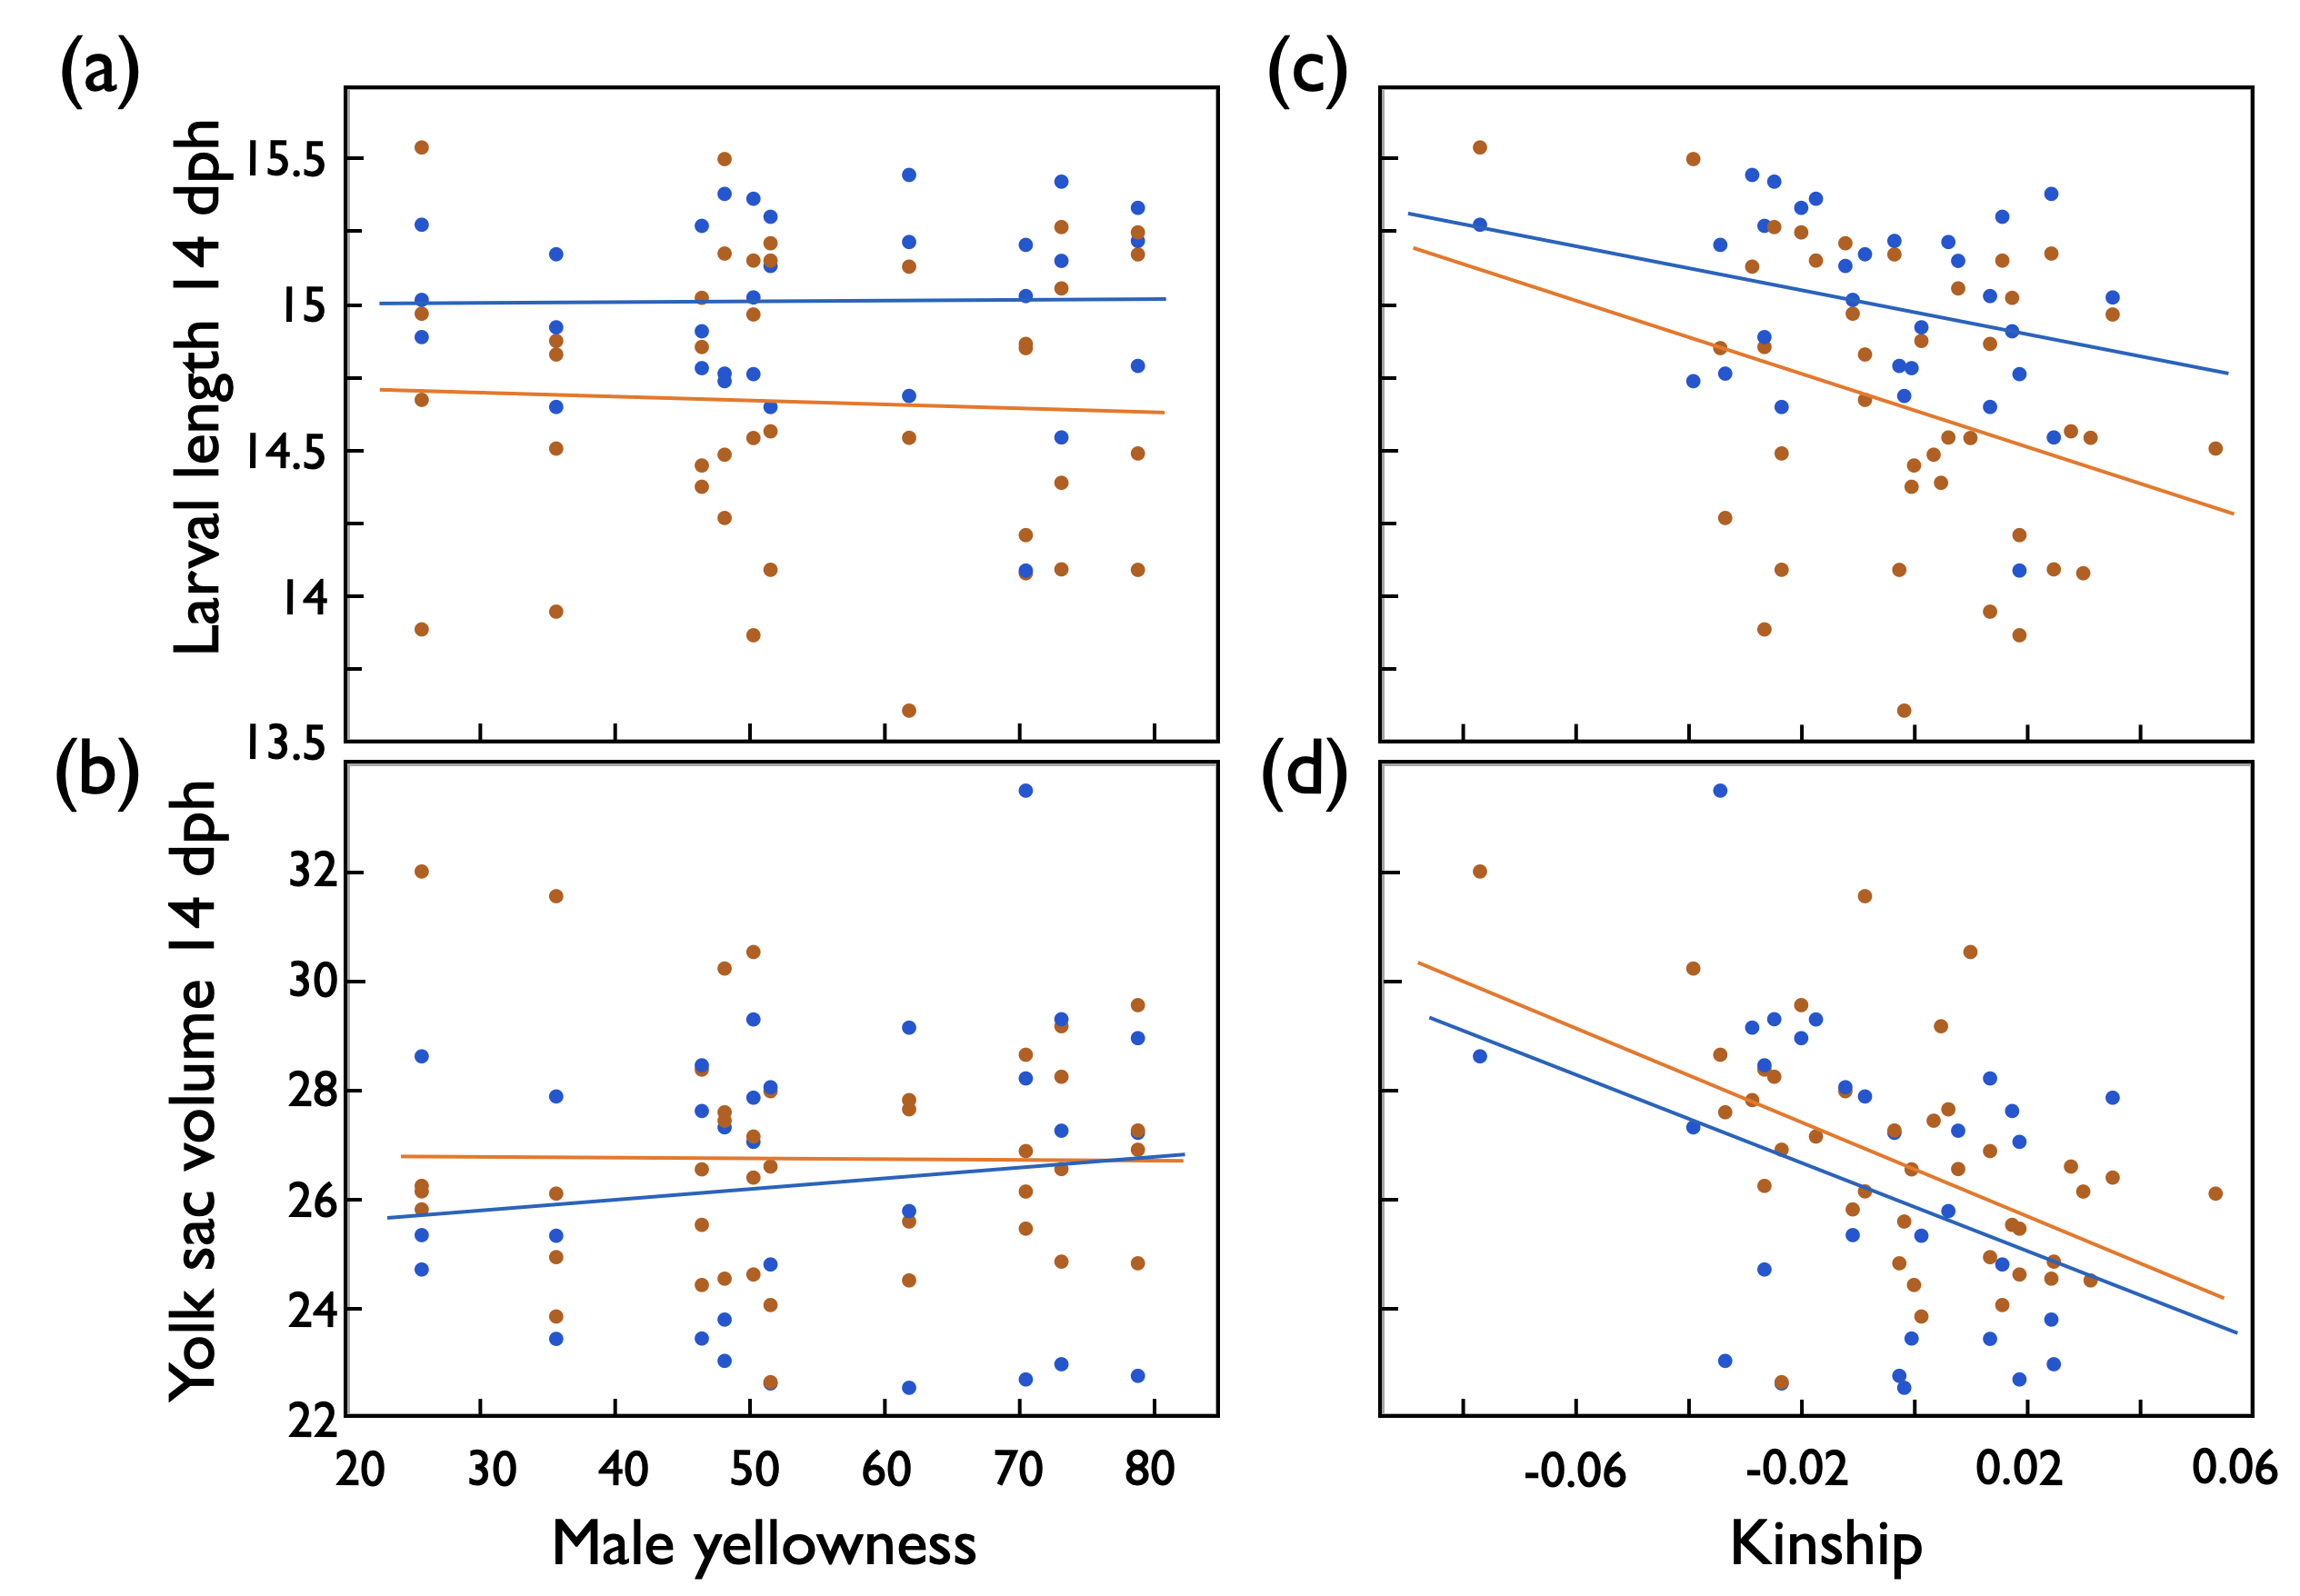 (a)
(c)
Larval length 14 dph
15.5
15
14.5
14
13.5
(b)
(d)
Yolk sac volume 14 dph
32
30
28
26
24
22
20 30 40 50 60 70 80
-0.06 -0.02 0.02 0.06
Male yellowness
Kinship